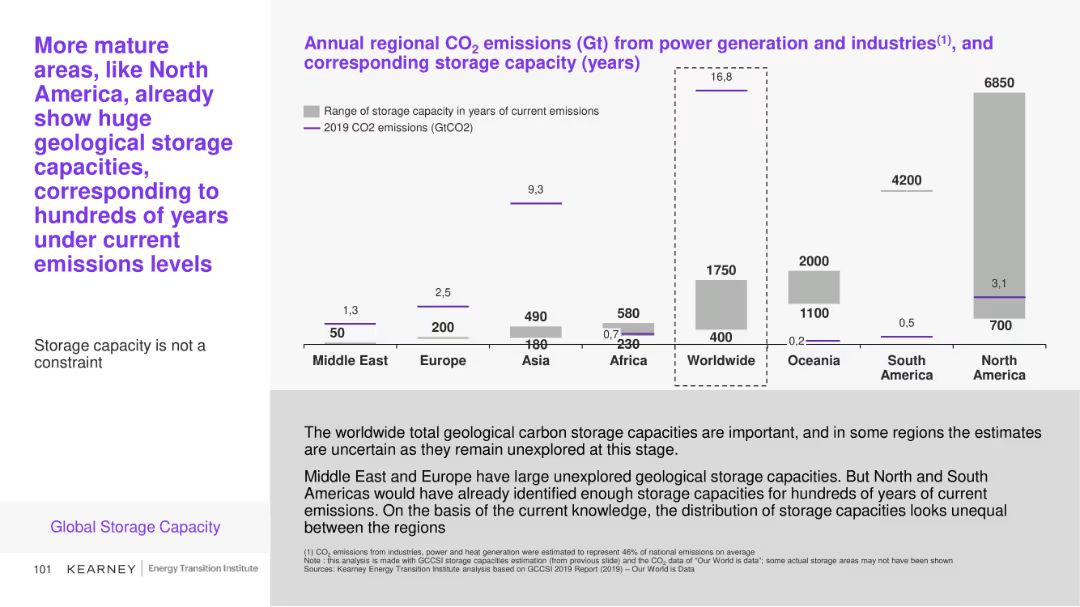 More mature
areas, like North
America, already
show huge
geological storage
capacities,
corresponding to
hundreds of years
under current
emissions levels
Storage capacity is not a
constraint
Global Storage Capacity
101 KEARNEY Energy Transition Institute
Annual regional CO2 emissions (Gt) from power generation and industries(1), and
corresponding storage capacity (years)
Range of storage capacity in years of current emissions
2019 CO2 emissions (GtCO2)
16,8
6850
9,3
4200
1750
2000
3,1
2,5
1,3
490
580
1100
0,5
700
50
200
180
0,7
230
400
0,2
Middle East
Europe
Asia
Africa
Worldwide
Oceania
South
America
North
America
The worldwide total geological carbon storage capacities are important, and in some regions the estimates
are uncertain as they remain unexplored at this stage.
Middle East and Europe have large unexplored geological storage capacities. But North and South
Americas would have already identified enough storage capacities for hundreds of years of current
emissions. On the basis of the current knowledge, the distribution of storage capacities looks unequal
between the regions
(1) CO2 emissions from industries, power and heat generation were estimated to represent 46% of national emissions on average
Note : this analysis is made with GCCSI storage capacities estimation (from previous slide) and the CO2 data of "Our World is data"; some actual storage areas may not have been shown
Sources: Kearney Energy Transition Institute analysis based on GCCSI 2019 Report (2019) – Our World is Data